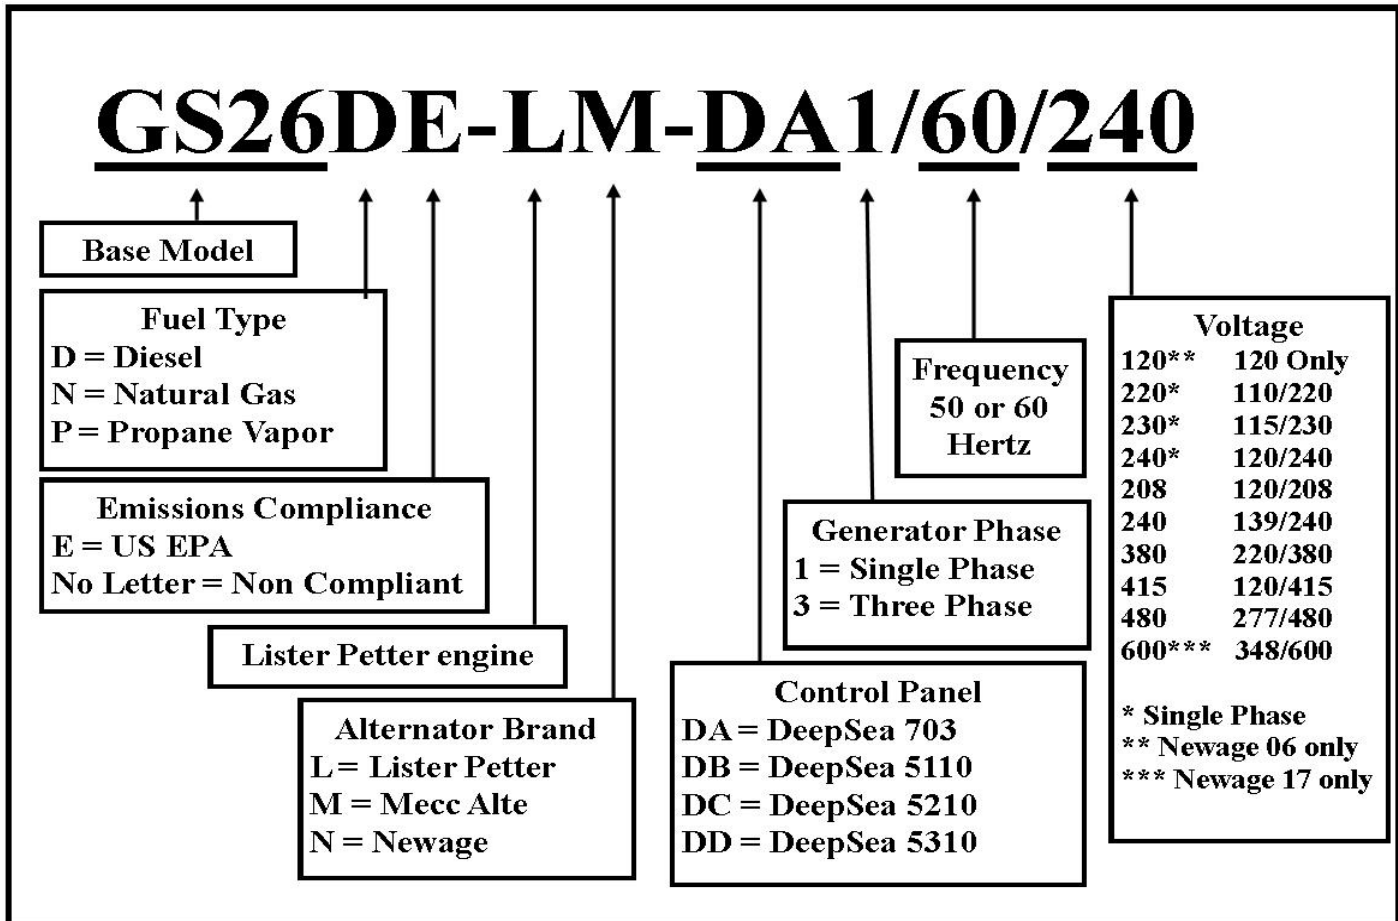 GS26DE-LM-DA1/60/240
Base Model
Fuel Type
D = Diesel
N = Natural Gas
P = Propane Vapor
Emissions Compliance
E = US EPA
No Letter = Non Compliant
Lister Petter engine
Alternator Brand
L = Lister Petter
M = Mecc Alte
N = Newage
Control Panel
DA = DeepSea 703
DB = DeepSea 5110
DC = DeepSea 5210
DD = DeepSea 5310
Generator Phase
1 = Single Phase
3 = Three Phase
Frequency
50 or 60
Hertz
Voltage
120** 120 Only
220* 110/220
230* 115/230
240* 120/240
208 120/208
240 139/240
380 220/380
415 120/415
480 277/480
600*** 348/600
* Single Phase
** Newage 06 only
*** Newage 17 only